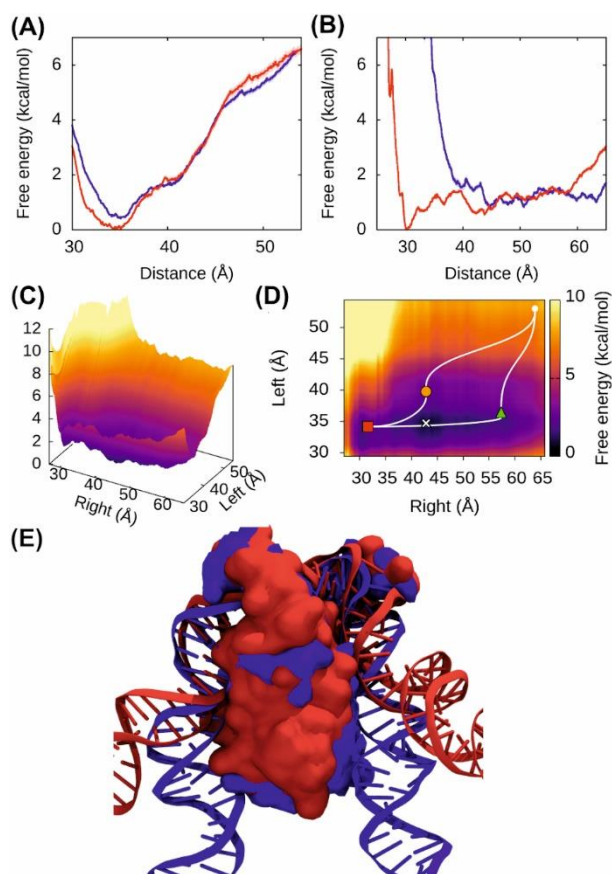 (A)
Free energy (kcal/mol)
6
4
2
0
30 40 50
Distance (Å)
(B)
Free energy (kcal/mol)
6
4
2
0
30 40 50 60
Distance (Å)
(C)
12
10
8
6
4
2
0
30 40 50 60
Right (Å)
30 40 50
Left (Å)
(D)
Left (Å)
50
45
40
35
30
30 35 40 45 50 55 60 65
Right (Å)
10
5
0
Free energy (kcal/mol)
(E)